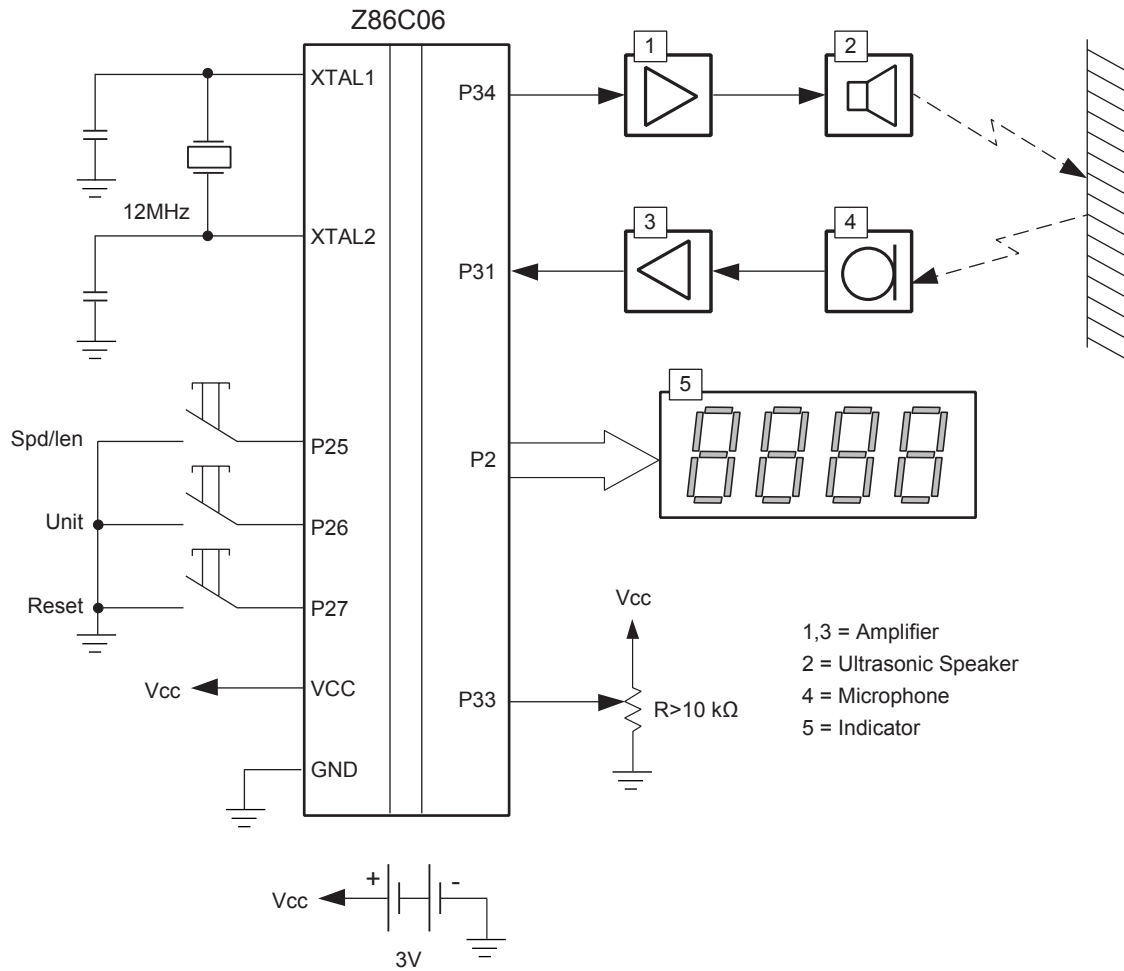 Z86C06
XTAL1
12MHz
XTAL2
Spd/len
P25
Unit
P26
Reset
P27
Vcc
VCC
GND
P34
1
2
P31
3
4
P2
5
P33
Vcc
R>10 kΩ
1,3 = Amplifier
2 = Ultrasonic Speaker
4 = Microphone
5 = Indicator
Vcc
+
-
3V